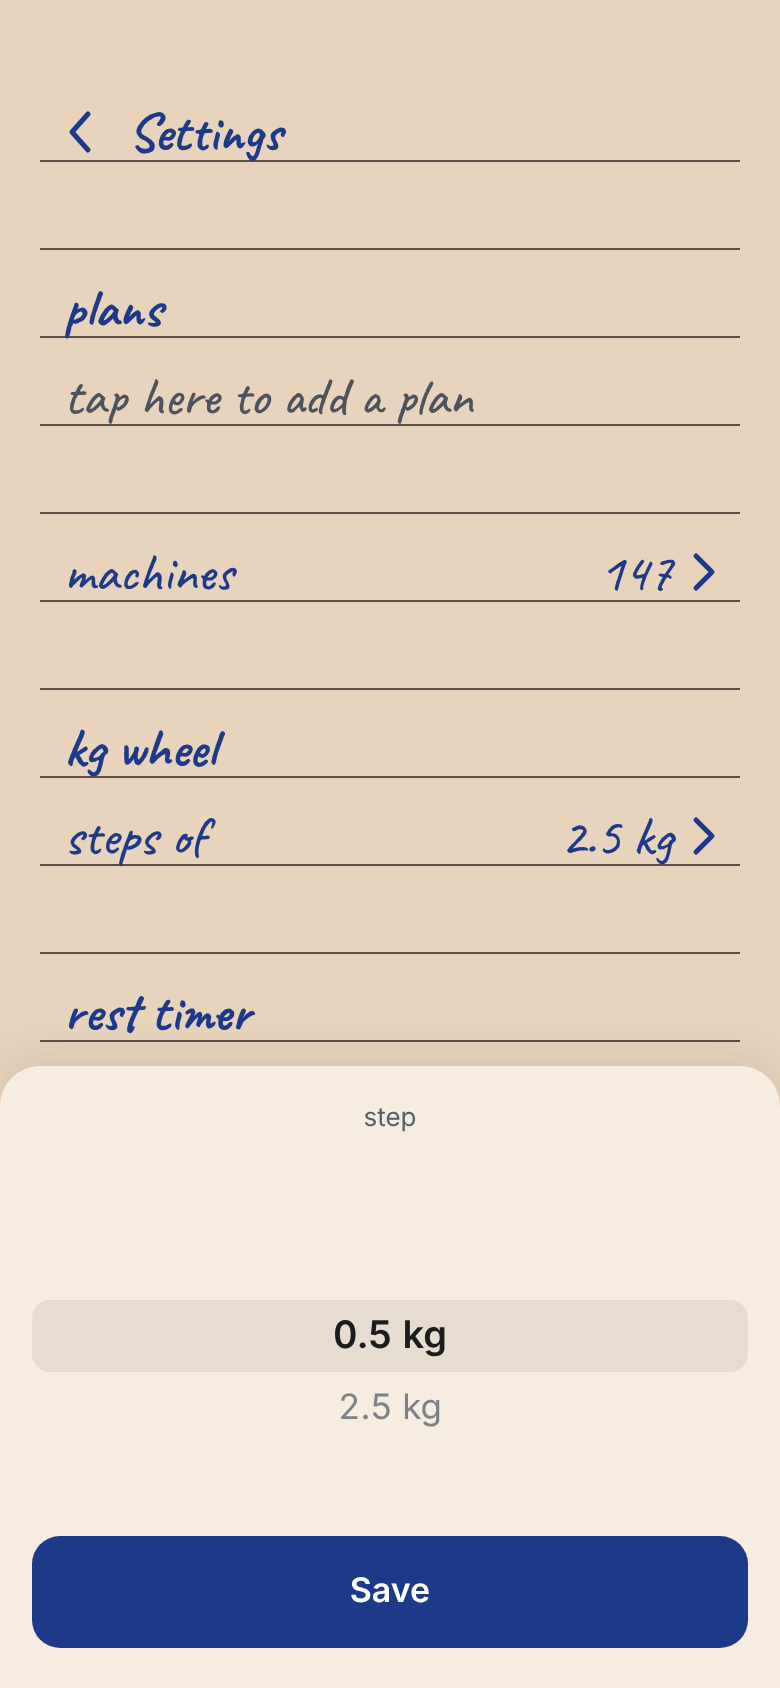 Settings
plans
tap here to add a plan
machines 147
kg wheel
steps of 2.5 kg
rest timer
step
0.5 kg
2.5 kg
Save